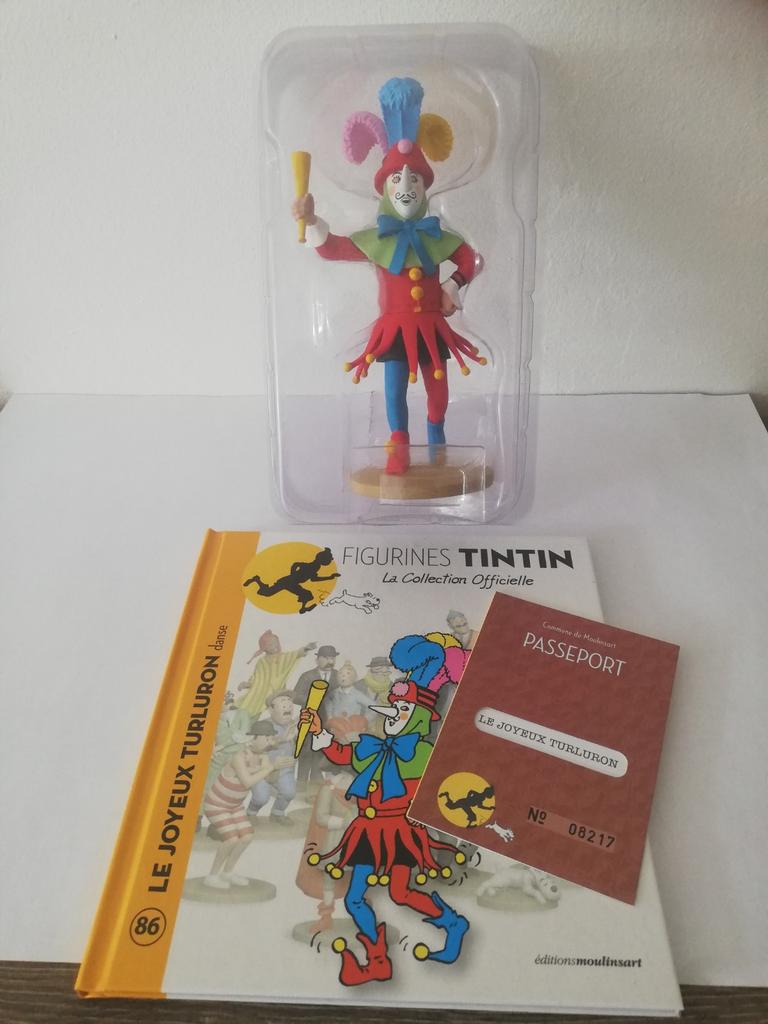 FIGURINES TINTIN
La Collection Officielle
86 LE JOYEUX TURLURON danse
Commune de Moulinsart
PASSEPORT
LE JOYEUX TURLURON
Nº 08217
éditionsmoulinsart